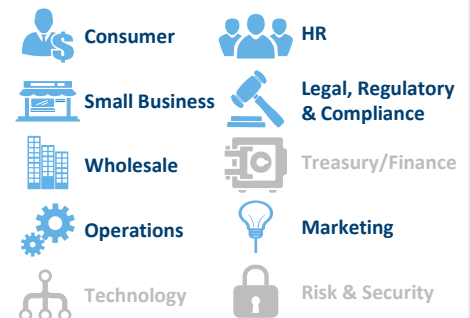 Consumer
HR
Small Business
Legal, Regulatory
& Compliance
Wholesale
Treasury/Finance
Operations
Marketing
Technology
Risk & Security